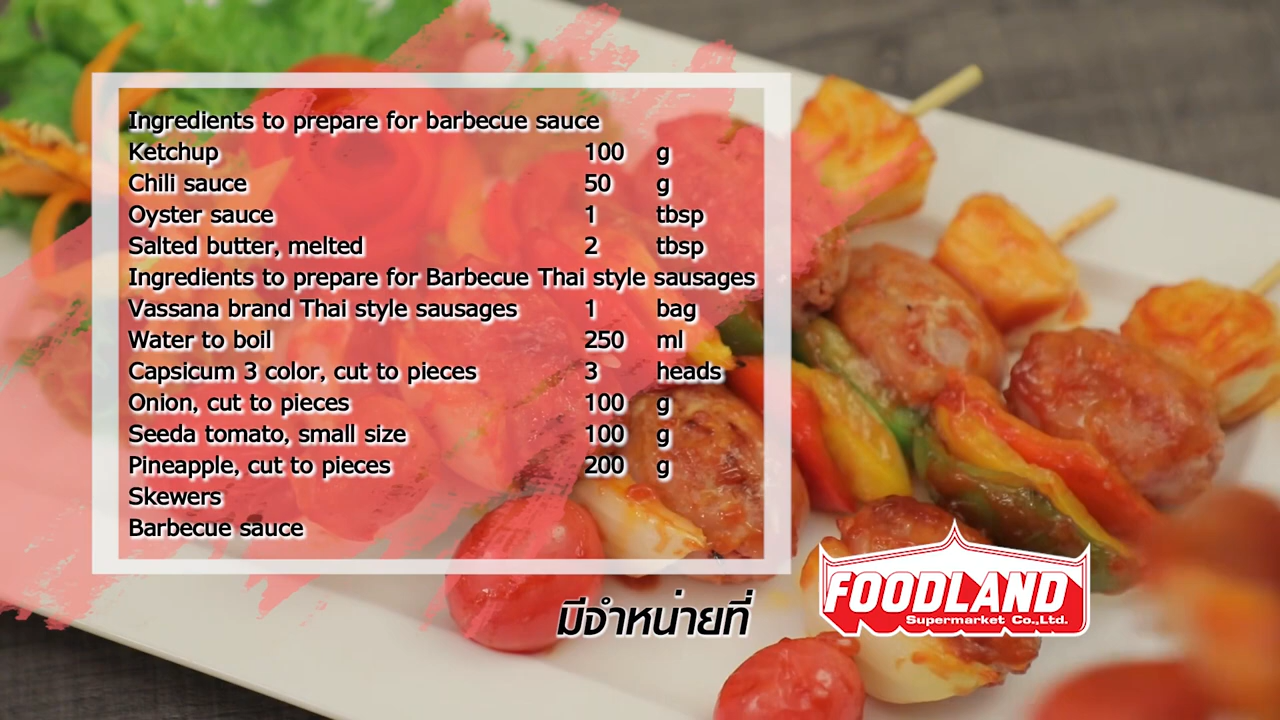 Ingredients to prepare for barbecue sauce
Ketchup 100 g
Chili sauce 50 g
Oyster sauce 1 tbsp
Salted butter, melted 2 tbsp
Ingredients to prepare for Barbecue Thai style sausages
Vassana brand Thai style sausages 1 bag
Water to boil 250 ml
Capsicum 3 color, cut to pieces 3 heads
Onion, cut to pieces 100 g
Seeda tomato, small size 100 g
Pineapple, cut to pieces 200 g
Skewers
Barbecue sauce
มีจำหน่ายที่
FOODLAND
Supermarket Co.,Ltd.